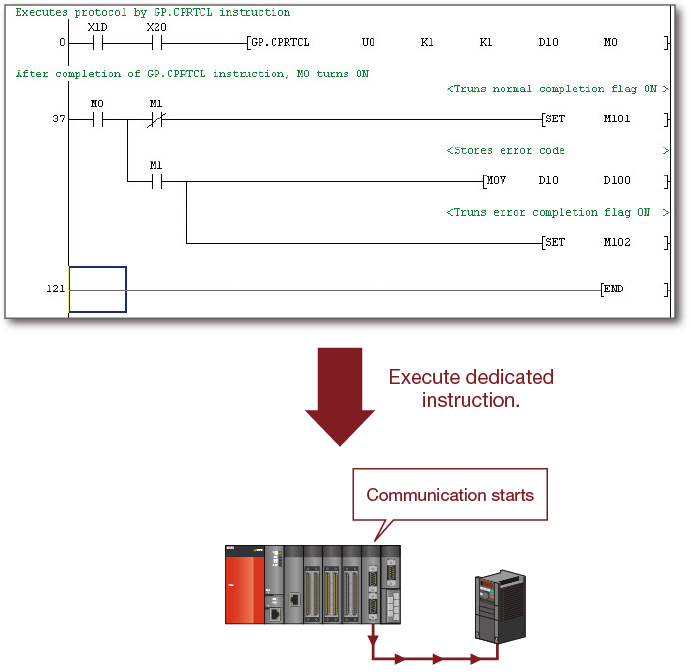 Executes protocol by GP.CPRTCL instruction
X1D X20
0 [GP.CPRTCL U0 K1 K1 D10 M0 ]
After completion of GP.CPRTCL instruction, M0 turns ON
<Truns normal completion flag ON >
M0 M1
37 [SET M101 ]
<Stores error code >
M1
[MOV D10 D100 ]
<Truns error completion flag ON >
[SET M102 ]
121 [END ]
Execute dedicated
instruction.
Communication starts